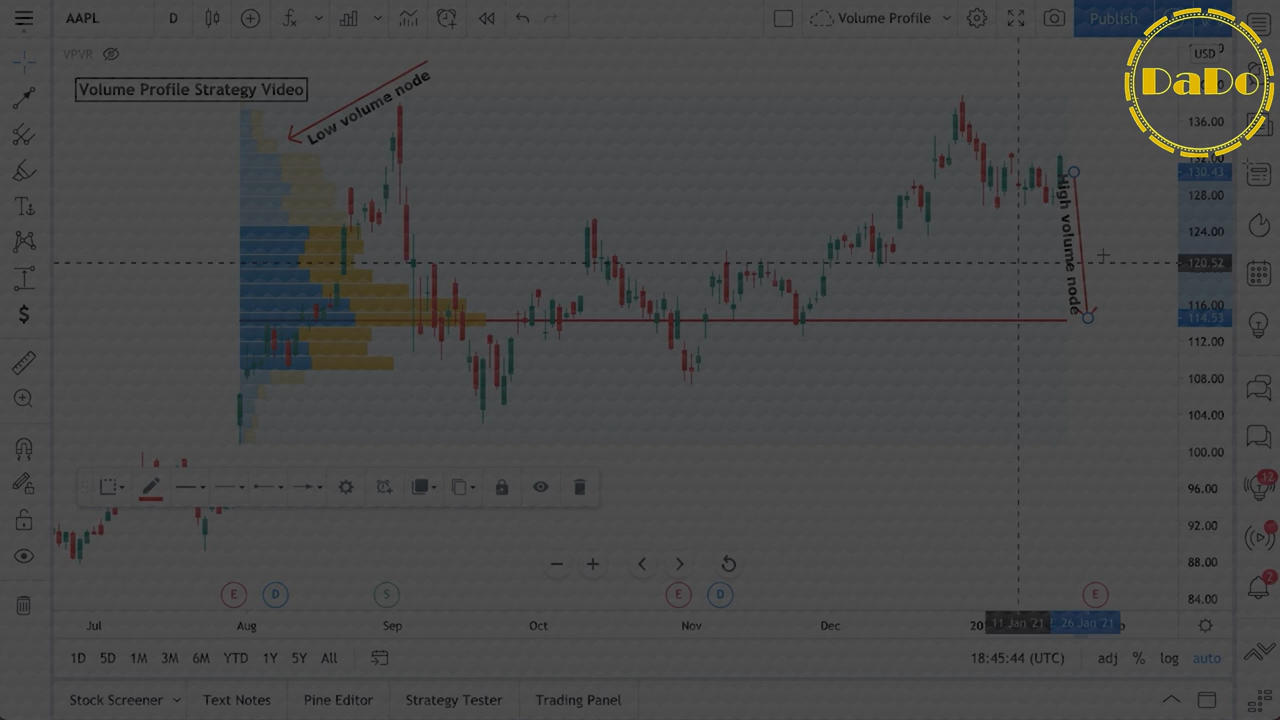 AAPL D Volume Profile Publish
VPVR
USD
DaDo
Volume Profile Strategy Video
Low volume node
High volume node
136.00
132.00
130.43
128.00
124.00
120.52
116.00
114.53
112.00
108.00
104.00
100.00
96.00
92.00
88.00
84.00
12
2
E D S E D E
Jul Aug Sep Oct Nov Dec 11 Jan '21 26 Jan '21
1D 5D 1M 3M 6M YTD 1Y 5Y All 18:45:44 (UTC) adj % log auto
Stock Screener Text Notes Pine Editor Strategy Tester Trading Panel